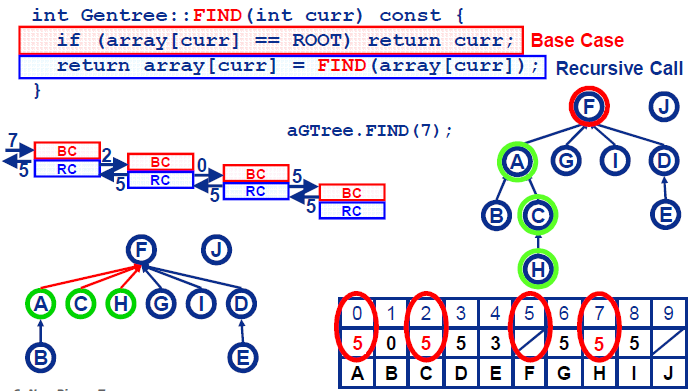 int Gentree::FIND(int curr) const {
if (array[curr] == ROOT) return curr; Base Case
return array[curr] = FIND(array[curr]); Recursive Call
}
aGTree.FIND(7);
7 BC 2 BC 0 BC 5 BC
5 RC 5 RC 5 RC 5 RC
F J
A G I D
B C E
H
F J
A C H G I D
B E
0 1 2 3 4 5 6 7 8 9
5 0 5 5 3 5 5 5
A B C D E F G H I J